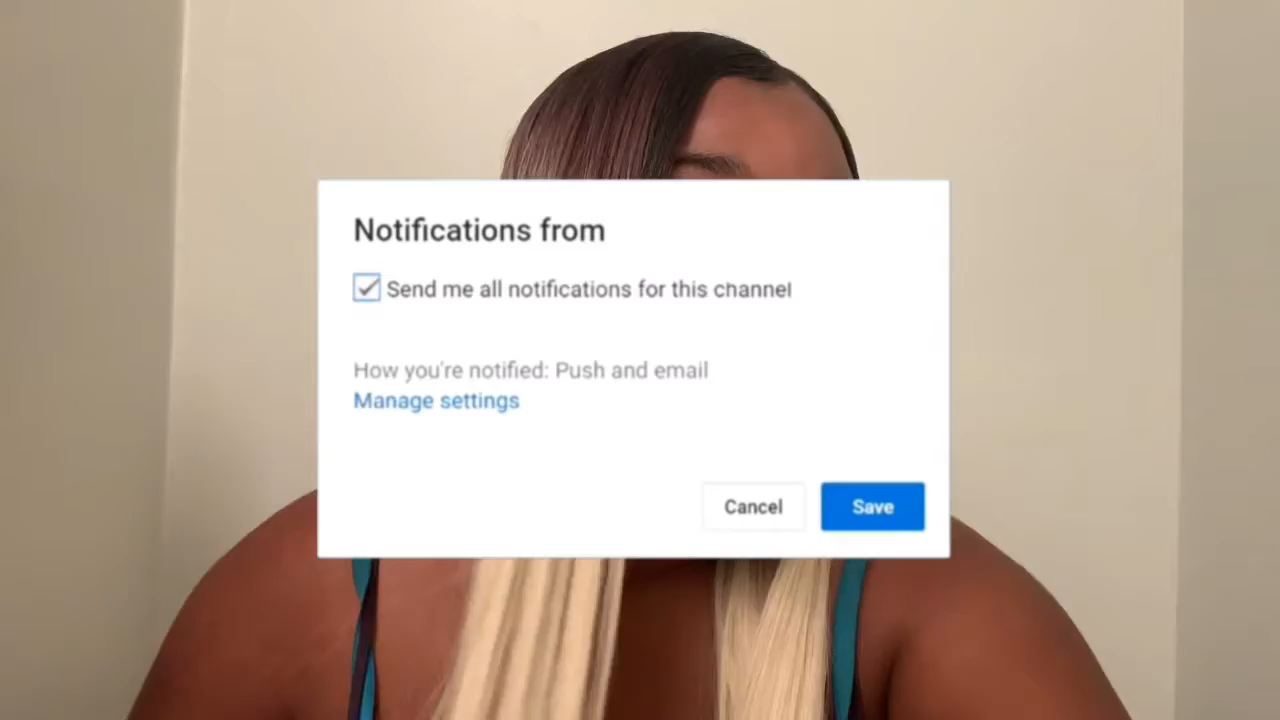 Notifications from
Send me all notifications for this channel
How you're notified: Push and email
Manage settings
Cancel
Save